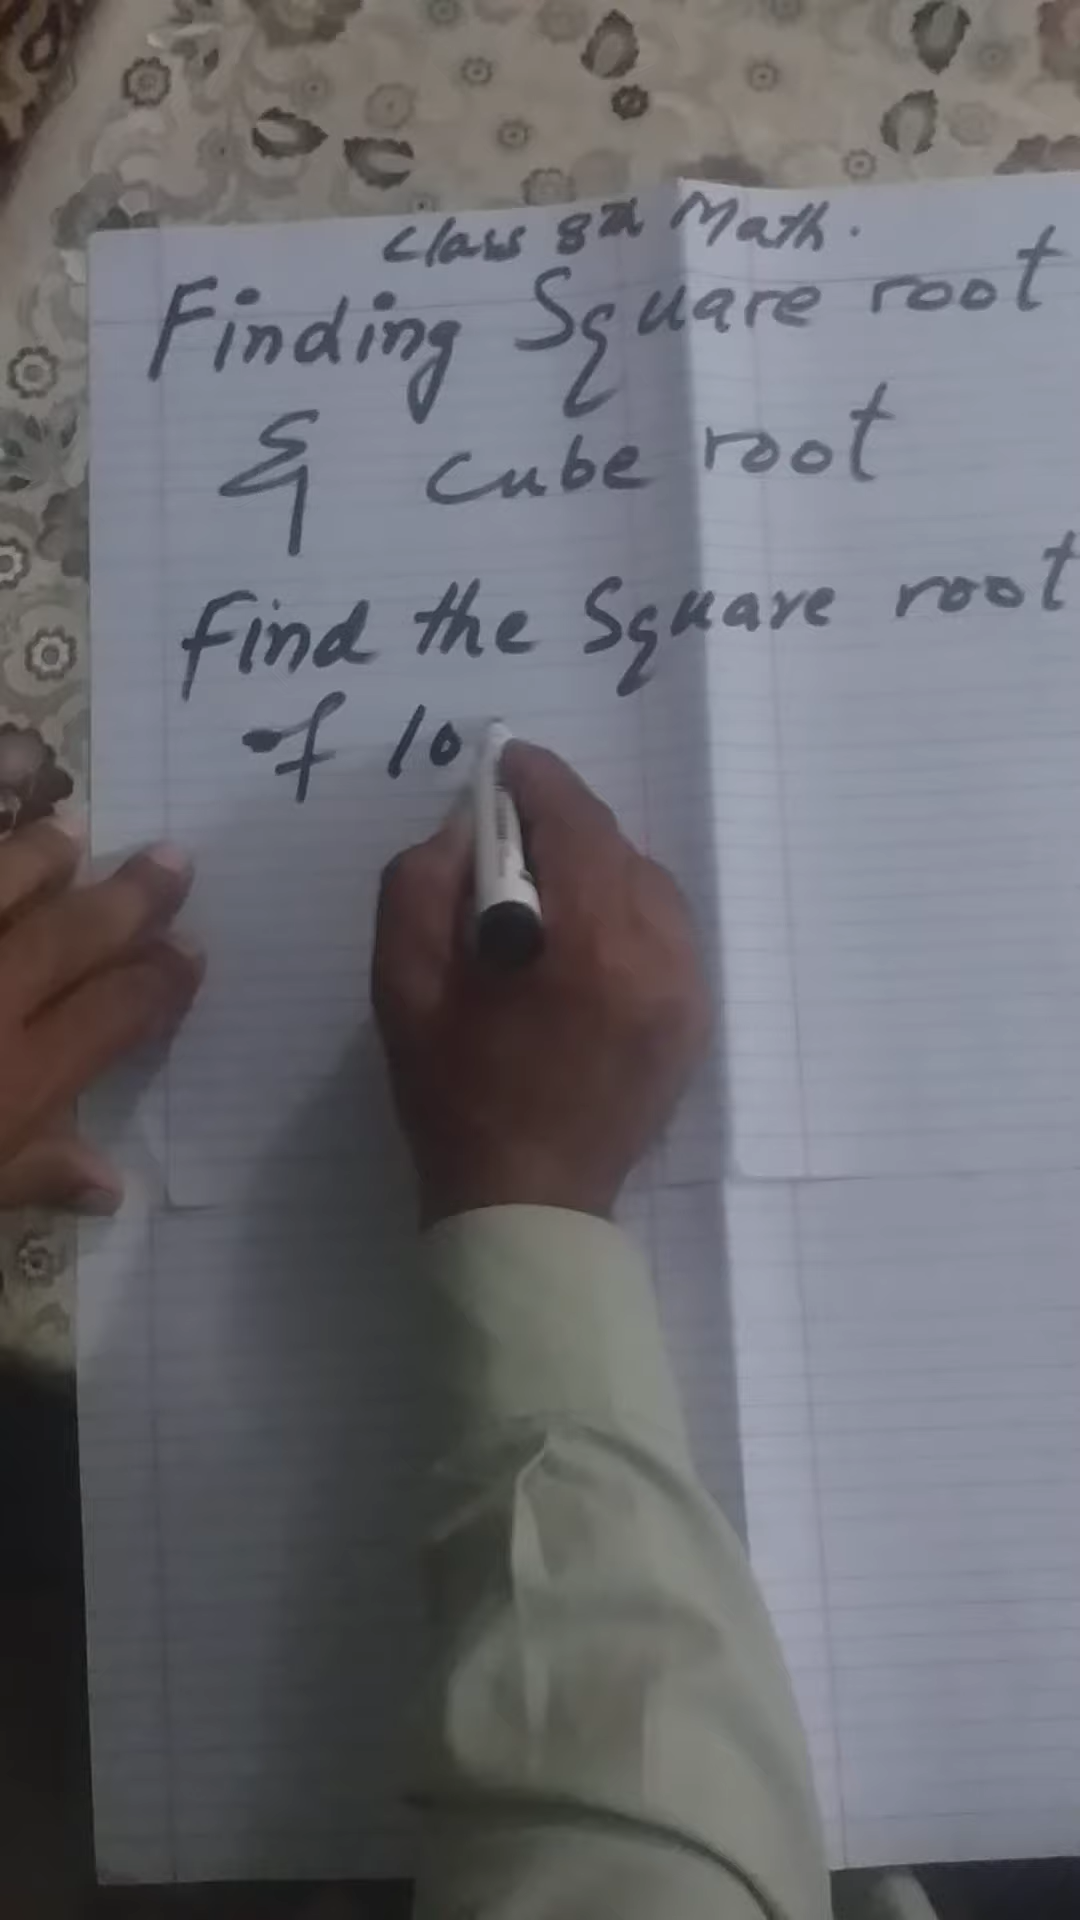 Class 8th Math.
Finding Square root
& cube root
Find the Square root
of 10